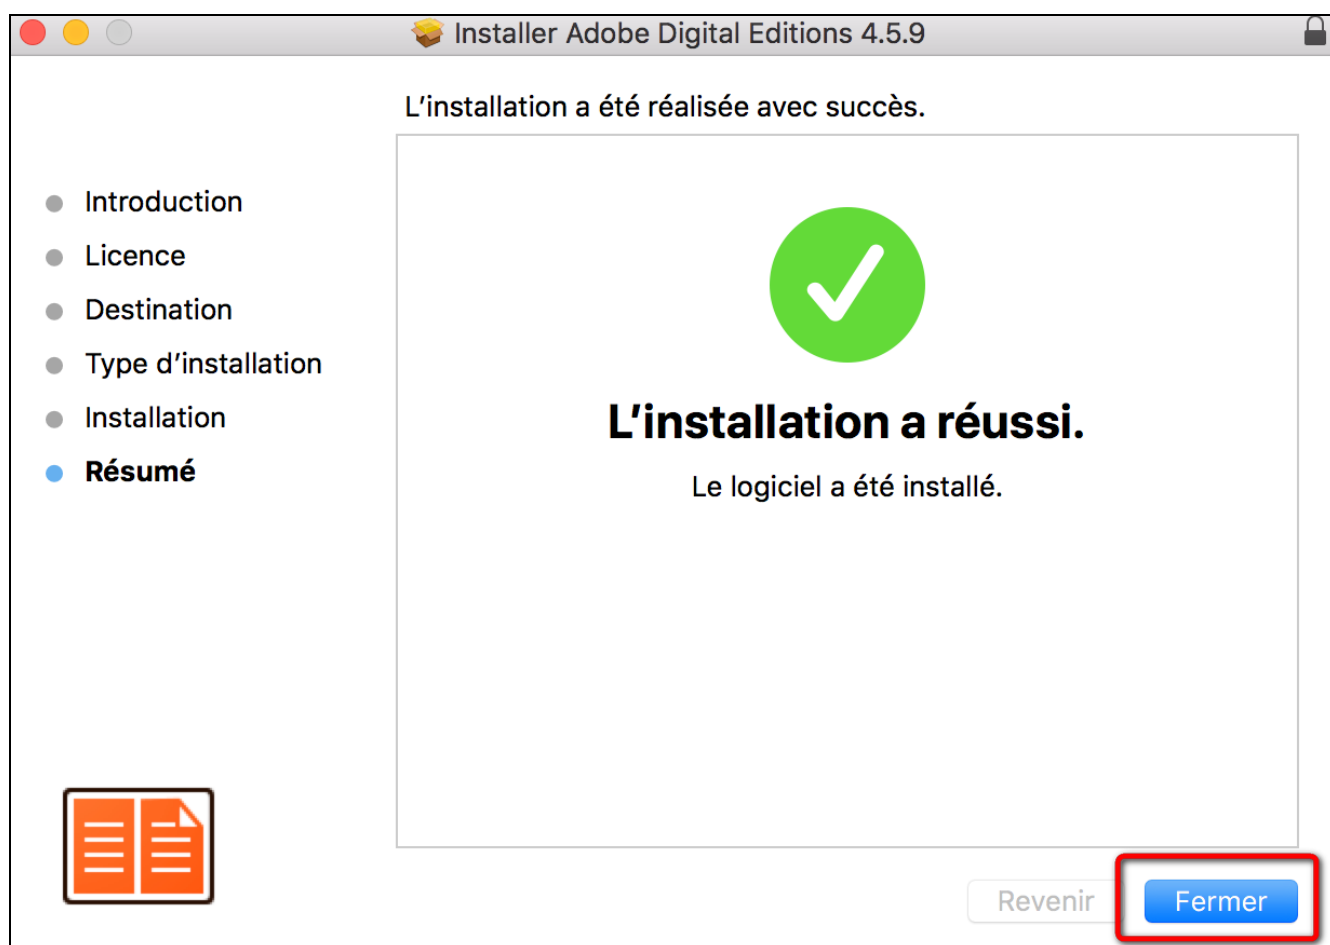 Installer Adobe Digital Editions 4.5.9
L’installation a été réalisée avec succès.
Introduction
Licence
Destination
Type d’installation
Installation
Résumé
L’installation a réussi.
Le logiciel a été installé.
Revenir
Fermer